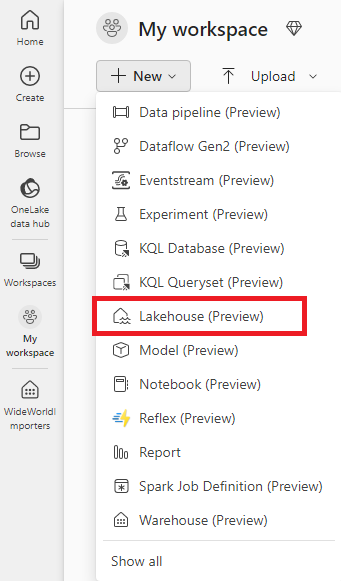 Home
Create
Browse
OneLake
data hub
Workspaces
My
workspace
WideWorldI
mporters
My workspace
New
Upload
Data pipeline (Preview)
Dataflow Gen2 (Preview)
Eventstream (Preview)
Experiment (Preview)
KQL Database (Preview)
KQL Queryset (Preview)
Lakehouse (Preview)
Model (Preview)
Notebook (Preview)
Reflex (Preview)
Report
Spark Job Definition (Preview)
Warehouse (Preview)
Show all